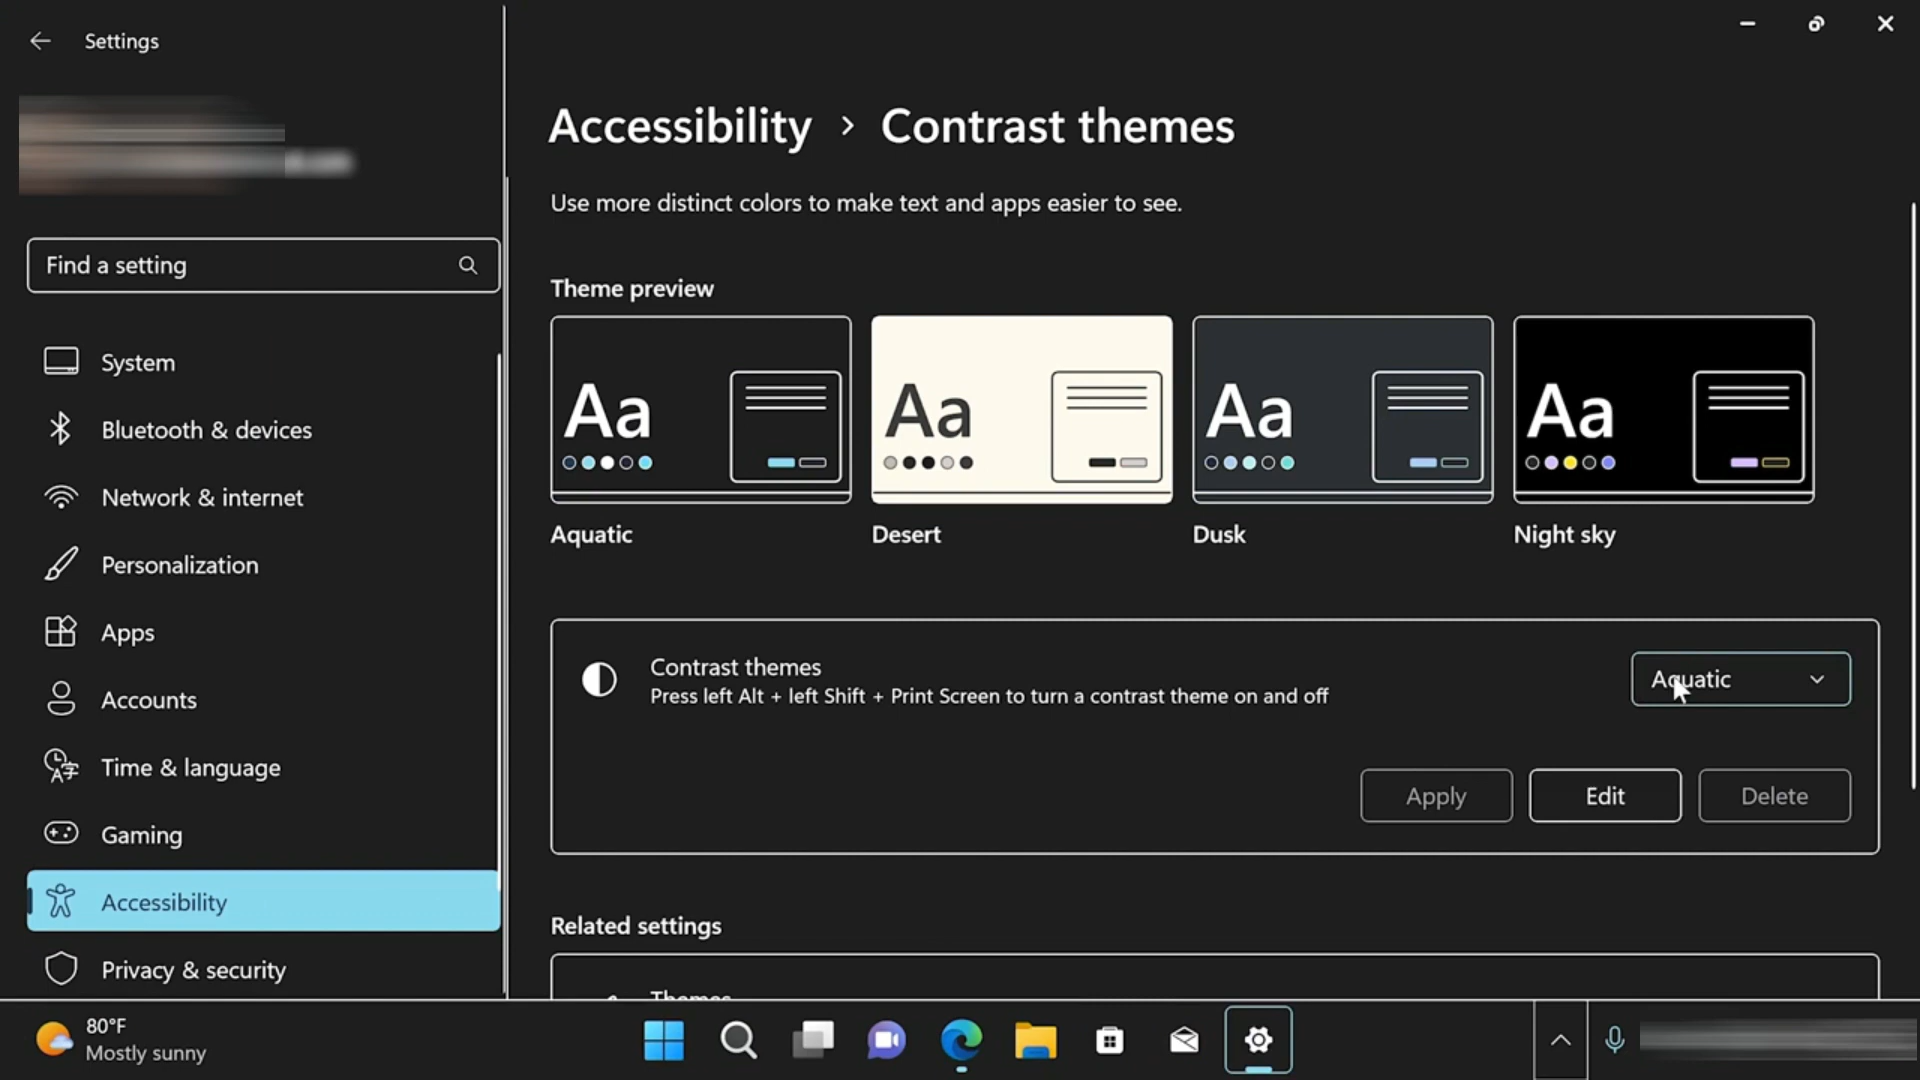 Settings
Find a setting
System
Bluetooth & devices
Network & internet
Personalization
Apps
Accounts
Time & language
Gaming
Accessibility
Privacy & security
Accessibility > Contrast themes
Use more distinct colors to make text and apps easier to see.
Theme preview
Aa Aa Aa Aa
Aquatic Desert Dusk Night sky
Contrast themes
Press left Alt + left Shift + Print Screen to turn a contrast theme on and off
Aquatic
Apply Edit Delete
Related settings
Themes
80°F
Mostly sunny